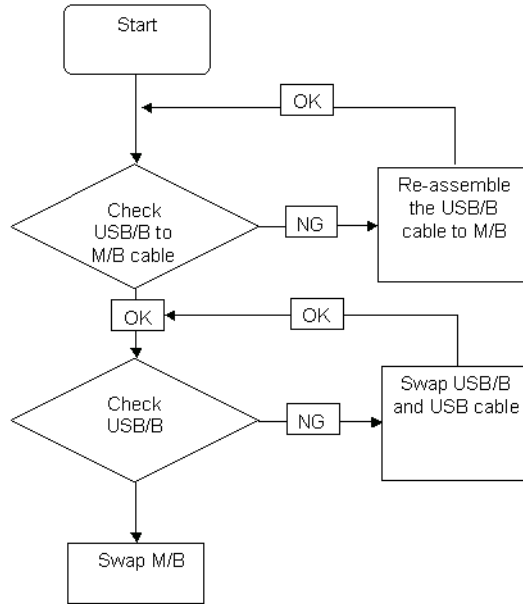 Start
OK
Check
USB/B to
M/B cable
NG
Re-assemble
the USB/B
cable to M/B
OK
OK
Check
USB/B
NG
Swap USB/B
and USB cable
Swap M/B